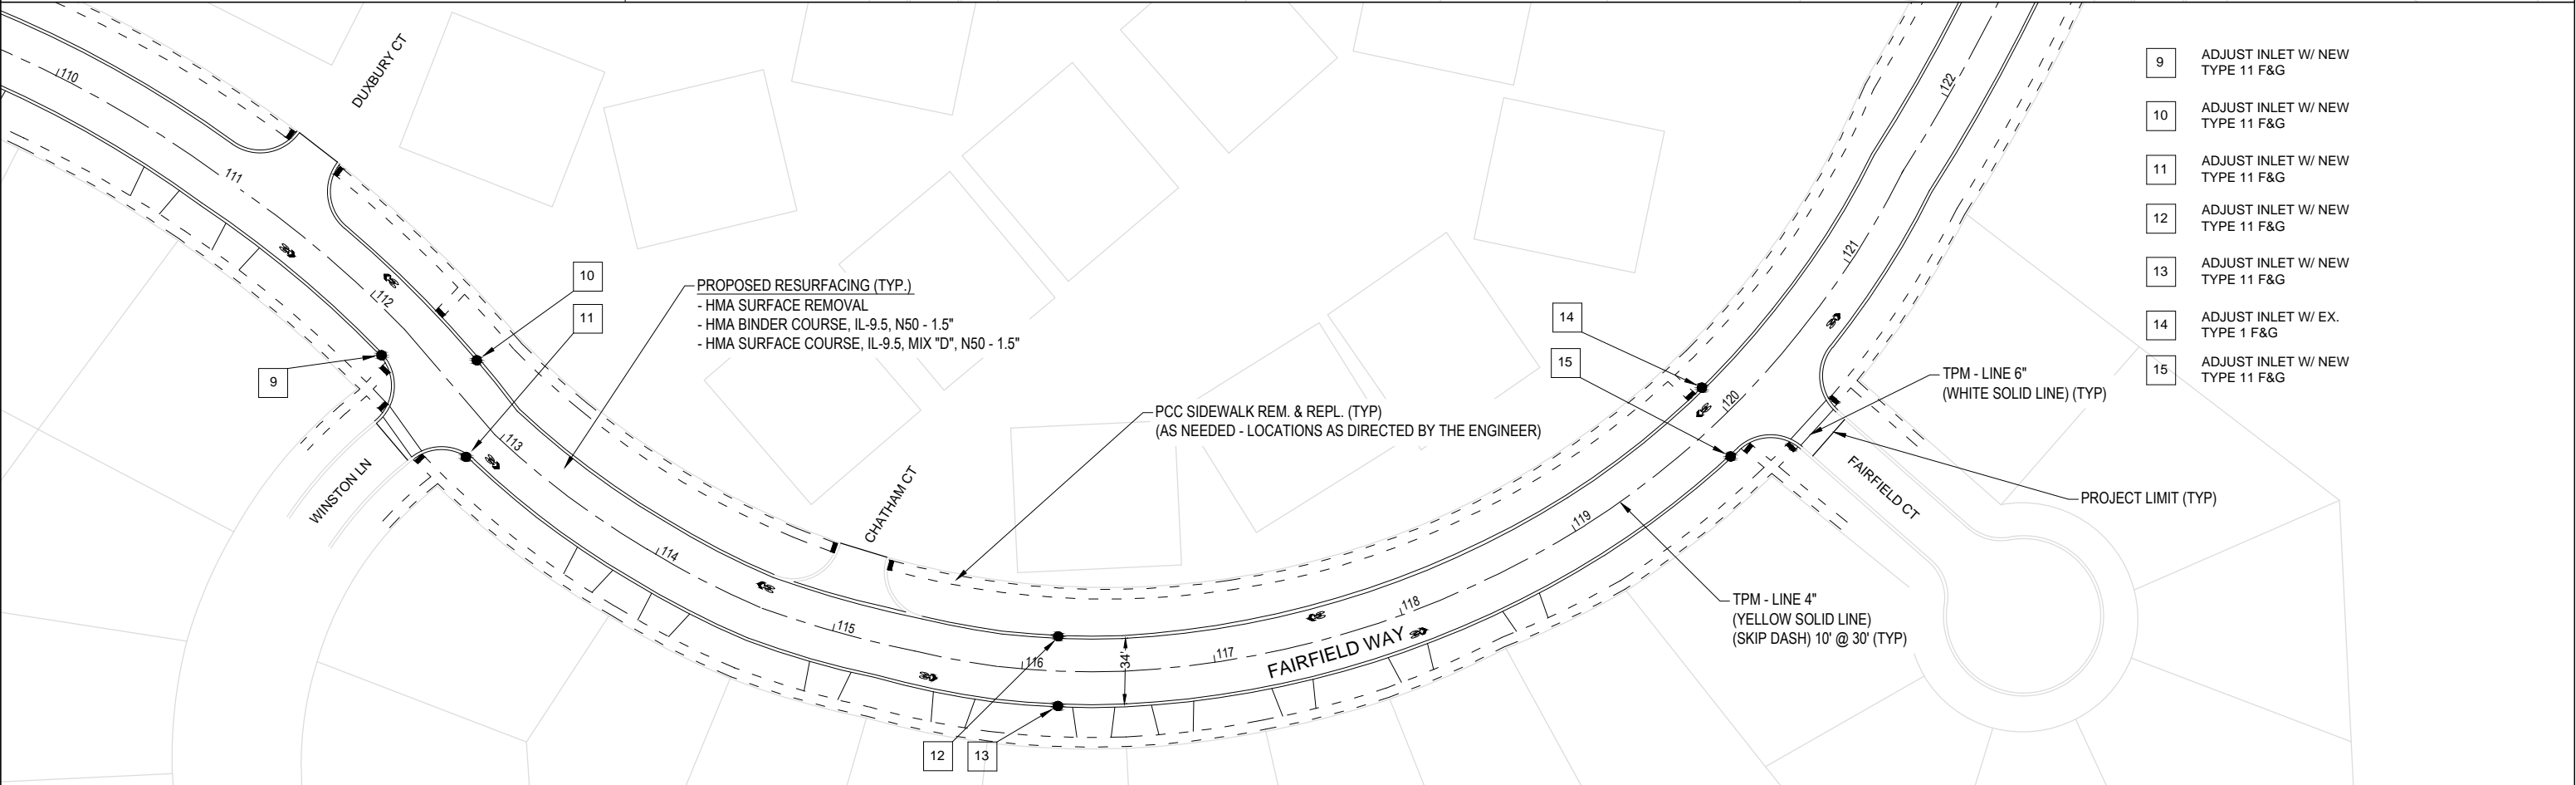 DUXBURY CT
110
111
112
113
114
115
116
117
118
119
120
121
122
9
10
11
PROPOSED RESURFACING (TYP.)
- HMA SURFACE REMOVAL
- HMA BINDER COURSE, IL-9.5, N50 - 1.5"
- HMA SURFACE COURSE, IL-9.5, MIX "D", N50 - 1.5"
WINSTON LN
CHATHAM CT
PCC SIDEWALK REM. & REPL. (TYP)
(AS NEEDED - LOCATIONS AS DIRECTED BY THE ENGINEER)
14
15
34'
FAIRFIELD WAY
12
13
TPM - LINE 6"
(WHITE SOLID LINE) (TYP)
FAIRFIELD CT
PROJECT LIMIT (TYP)
TPM - LINE 4"
(YELLOW SOLID LINE)
(SKIP DASH) 10' @ 30' (TYP)
9 ADJUST INLET W/ NEW
TYPE 11 F&G
10 ADJUST INLET W/ NEW
TYPE 11 F&G
11 ADJUST INLET W/ NEW
TYPE 11 F&G
12 ADJUST INLET W/ NEW
TYPE 11 F&G
13 ADJUST INLET W/ NEW
TYPE 11 F&G
14 ADJUST INLET W/ EX.
TYPE 1 F&G
15 ADJUST INLET W/ NEW
TYPE 11 F&G